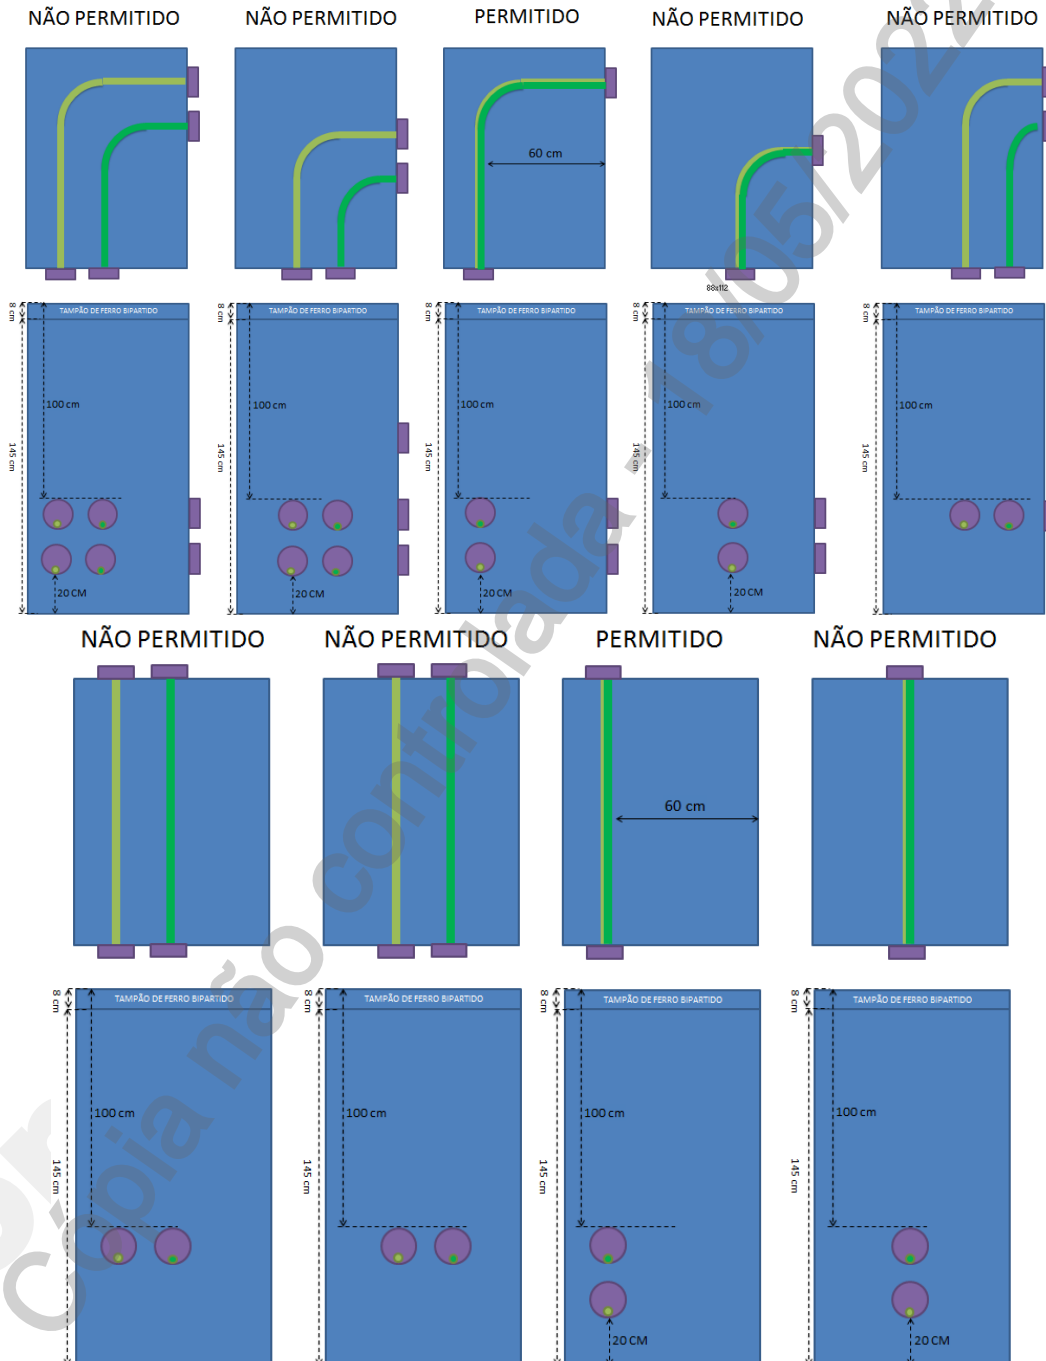 NÃO PERMITIDO
NÃO PERMITIDO
PERMITIDO
NÃO PERMITIDO
NÃO PERMITIDO
60 cm
88x112
8 cm
TAMPÃO DE FERRO BIPARTIDO
8 cm
TAMPÃO DE FERRO BIPARTIDO
8 cm
TAMPÃO DE FERRO BIPARTIDO
8 cm
TAMPÃO DE FERRO BIPARTIDO
8 cm
TAMPÃO DE FERRO BIPARTIDO
100 cm
100 cm
100 cm
100 cm
100 cm
145 cm
145 cm
145 cm
145 cm
145 cm
20 CM
20 CM
20 CM
20 CM
NÃO PERMITIDO
NÃO PERMITIDO
PERMITIDO
NÃO PERMITIDO
60 cm
8 cm
TAMPÃO DE FERRO BIPARTIDO
8 cm
TAMPÃO DE FERRO BIPARTIDO
8 cm
TAMPÃO DE FERRO BIPARTIDO
8 cm
TAMPÃO DE FERRO BIPARTIDO
100 cm
100 cm
100 cm
100 cm
145 cm
145 cm
145 cm
145 cm
20 CM
20 CM
Cópia não controlada - 18/05/2022